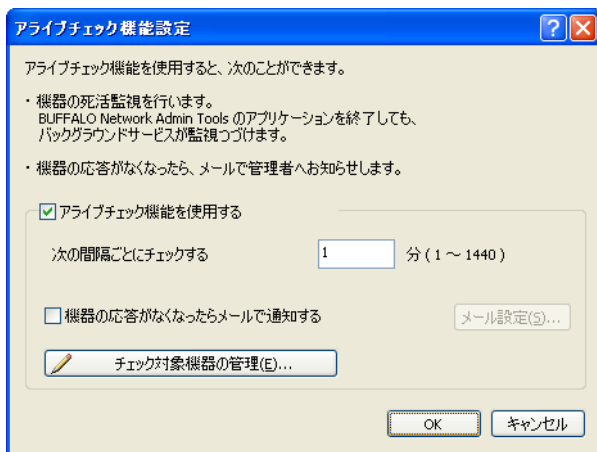 アライブチェック機能設定
アライブチェック機能を使用すると、次のことができます。
・機器の死活監視を行います。
BUFFALO Network Admin Tools のアプリケーションを終了しても、
バックグラウンドサービスが監視つづけます。
・機器の応答がなくなったら、メールで管理者へお知らせします。
アライブチェック機能を使用する
次の間隔ごとにチェックする 1 分 ( 1 ～ 1440 )
機器の応答がなくなったらメールで通知する メール設定(S)...
チェック対象機器の管理(E)...
OK キャンセル